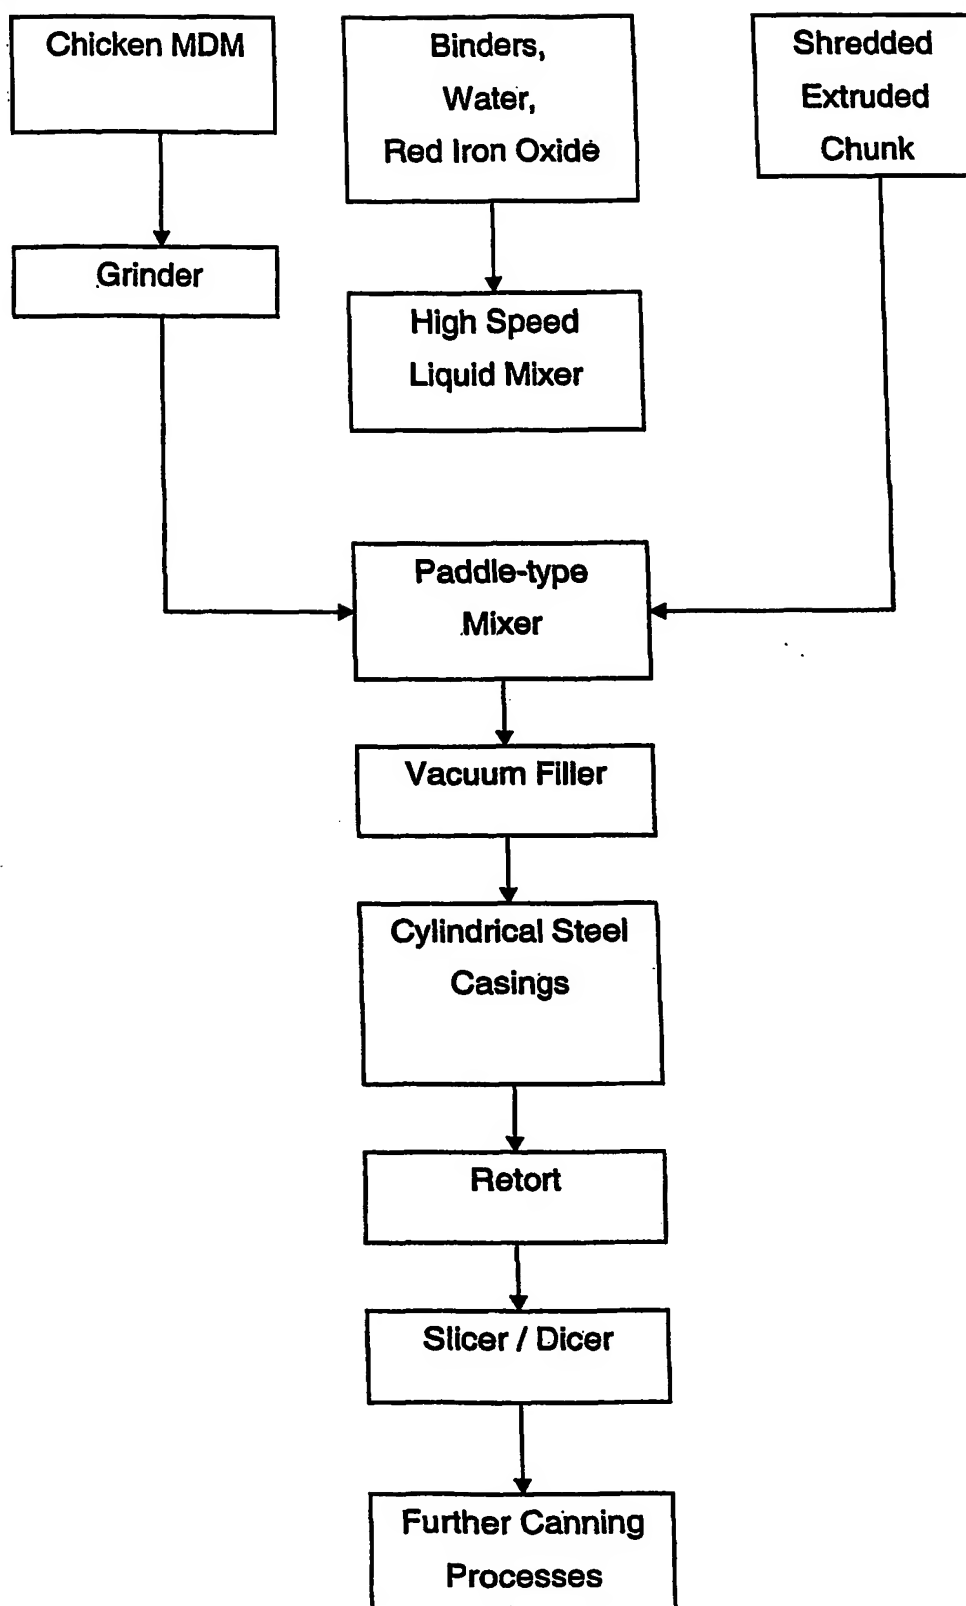 Chicken MDM
Binders,
Water,
Red Iron Oxide
Shredded
Extruded
Chunk
Grinder
High Speed
Liquid Mixer
Paddle-type
Mixer
Vacuum Filler
Cylindrical Steel
Casings
Retort
Slicer / Dicer
Further Canning
Processes